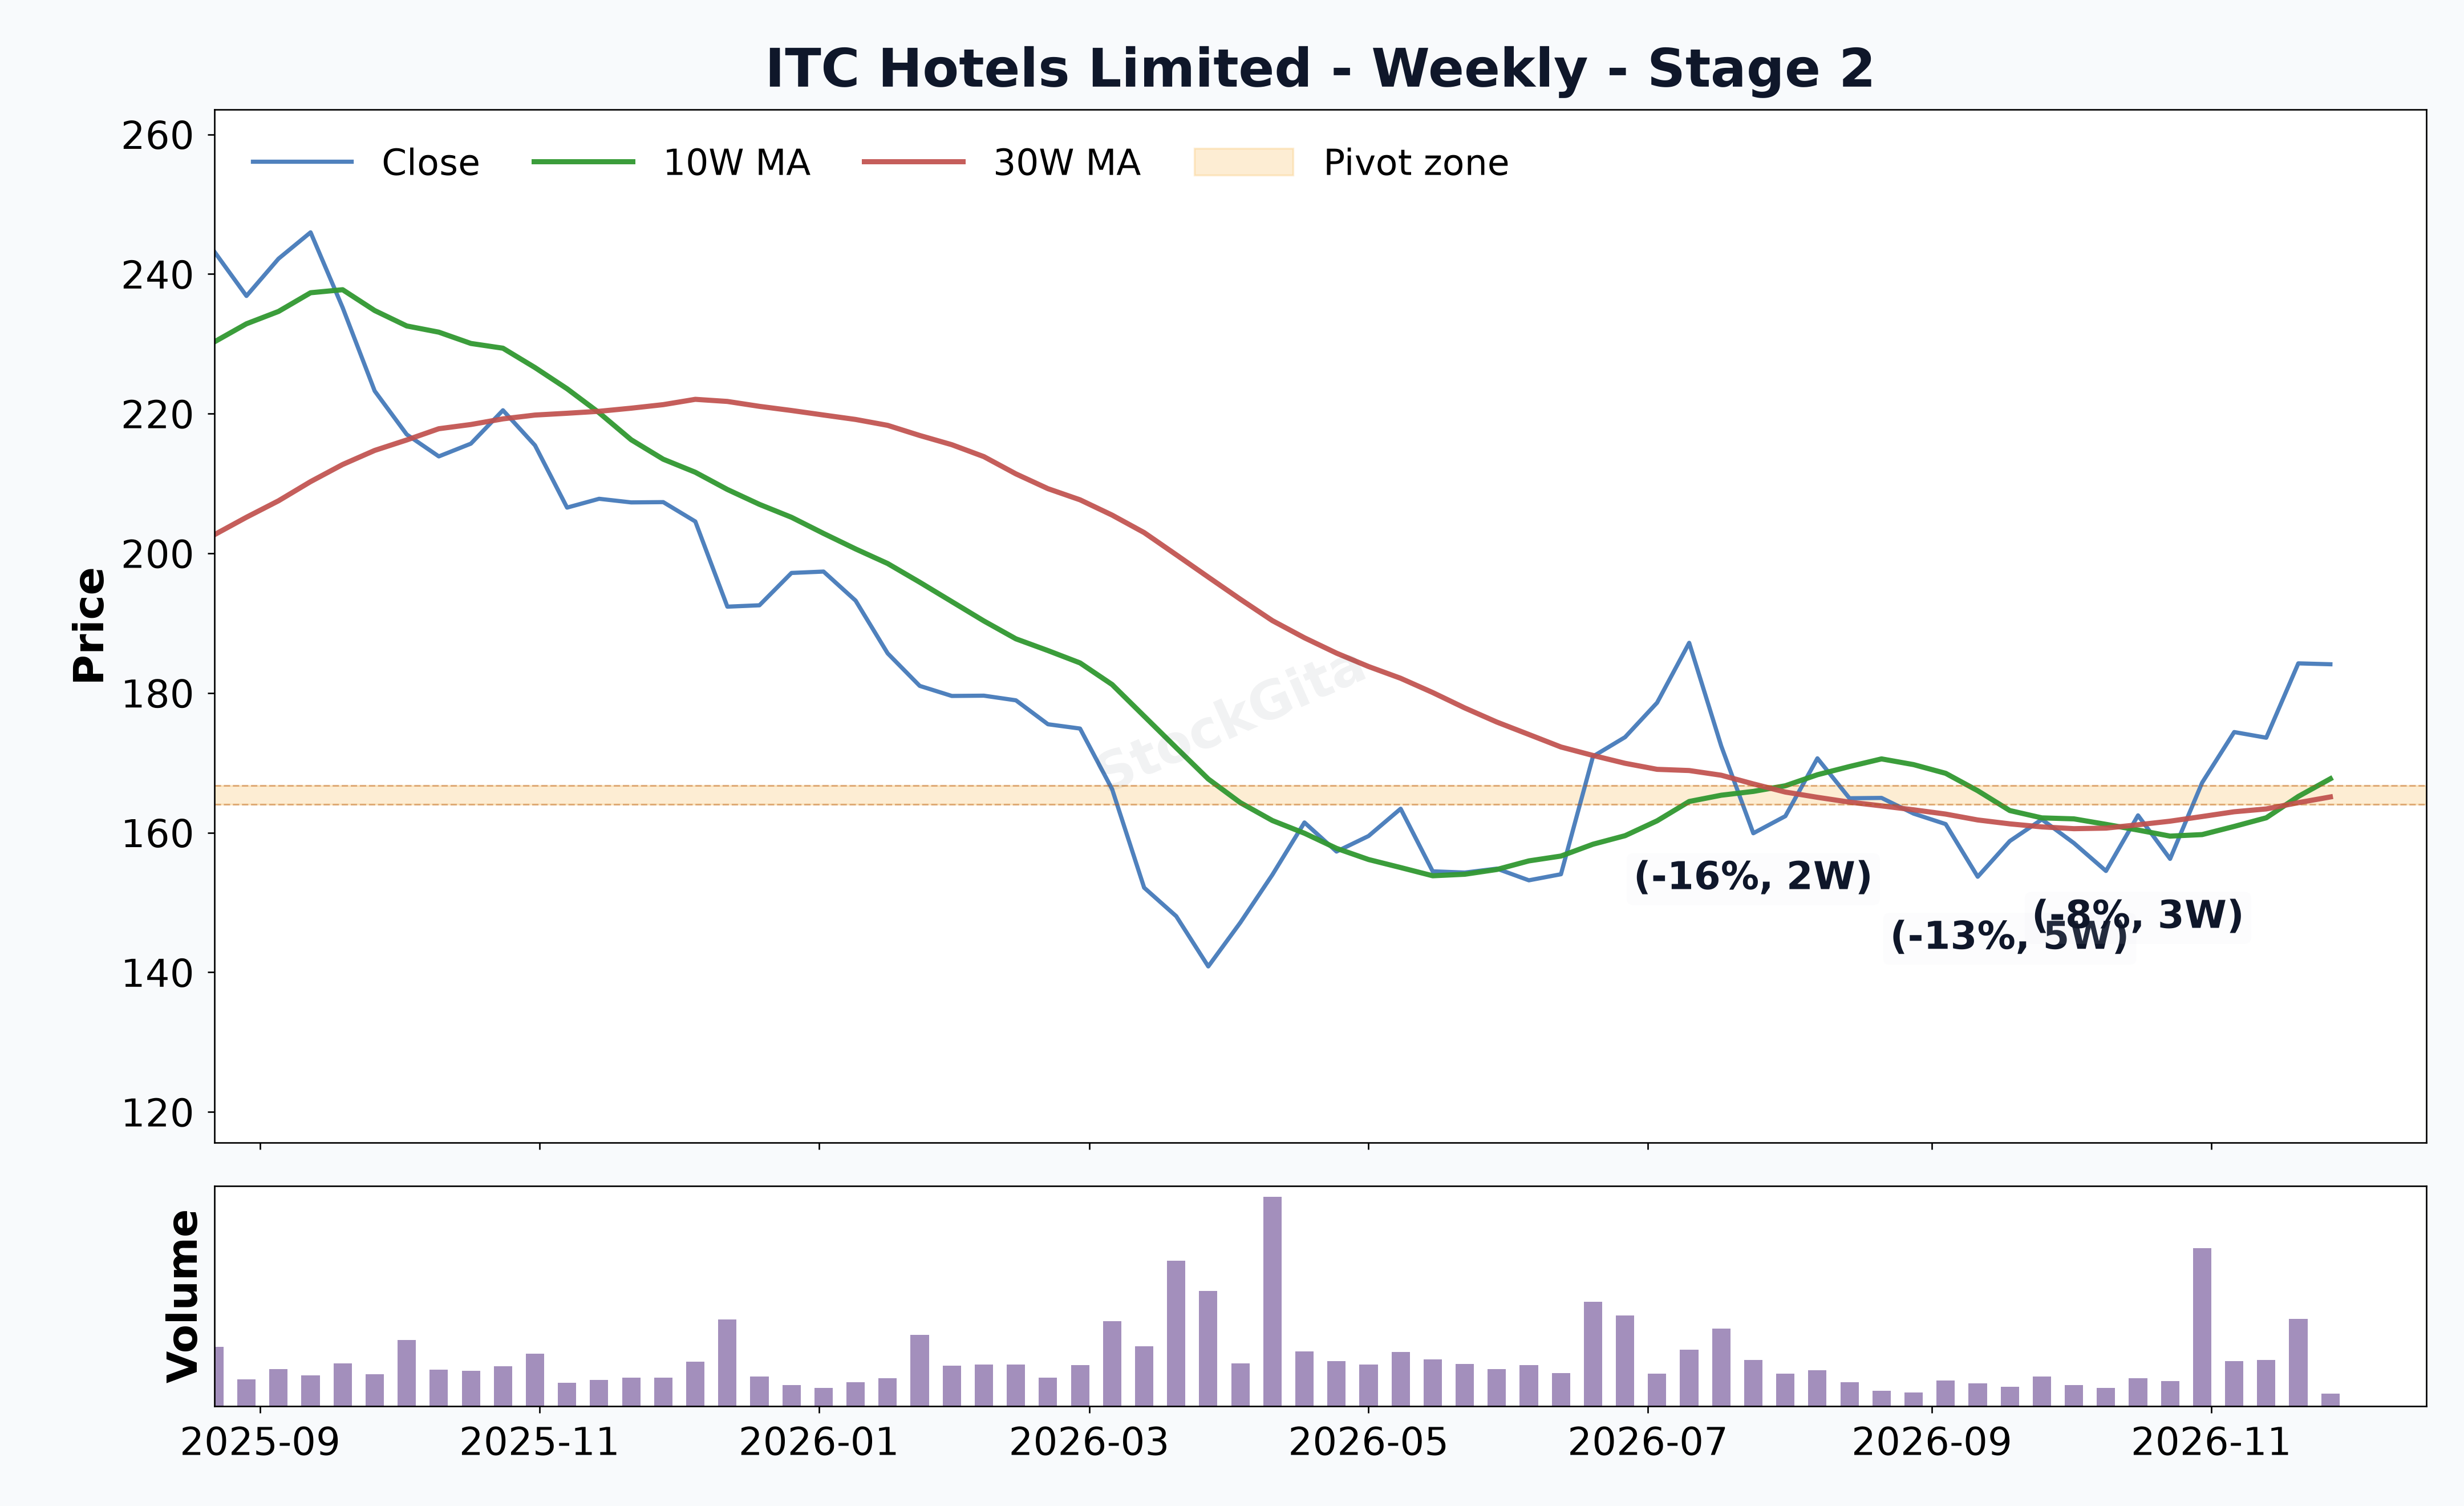 ITC Hotels Limited - Weekly - Stage 2
Close 10W MA 30W MA Pivot zone
260
240
220
200
180
160
140
120
Price
StockGita
(-16%, 2W)
(-8%, 3W)
(-13%, 5W)
Volume
2025-09 2025-11 2026-01 2026-03 2026-05 2026-07 2026-09 2026-11